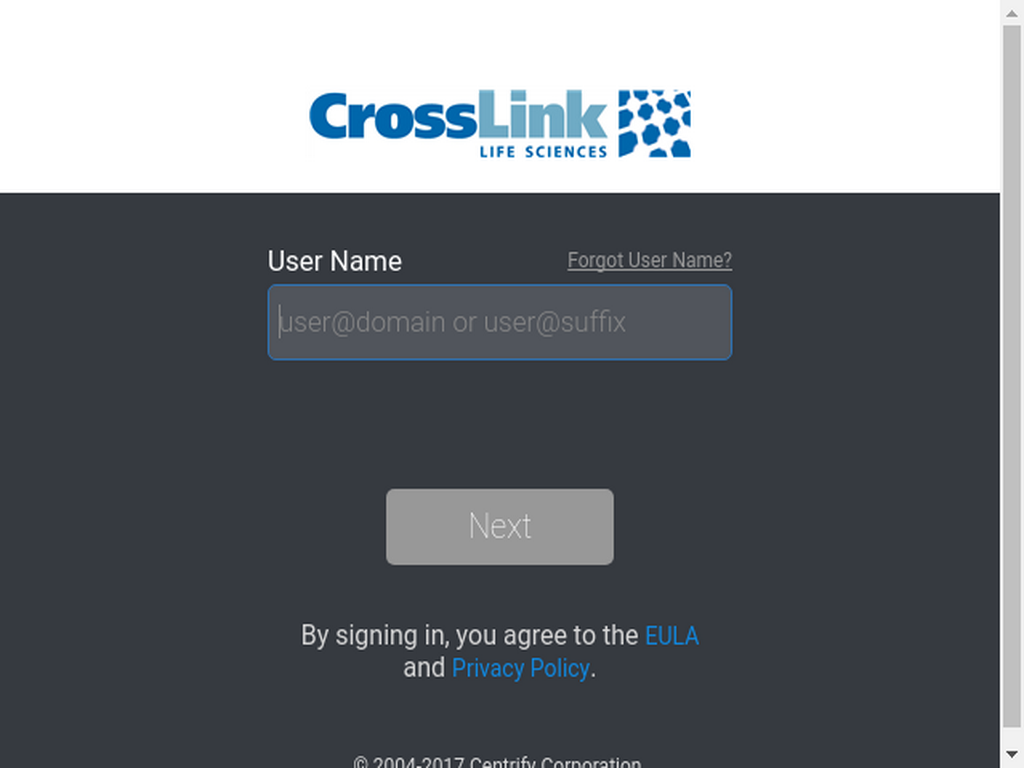 CrossLink
LIFE SCIENCES
User Name
Forgot User Name?
user@domain or user@suffix
Next
By signing in, you agree to the EULA
and Privacy Policy.
© 2004-2017 Centrify Corporation